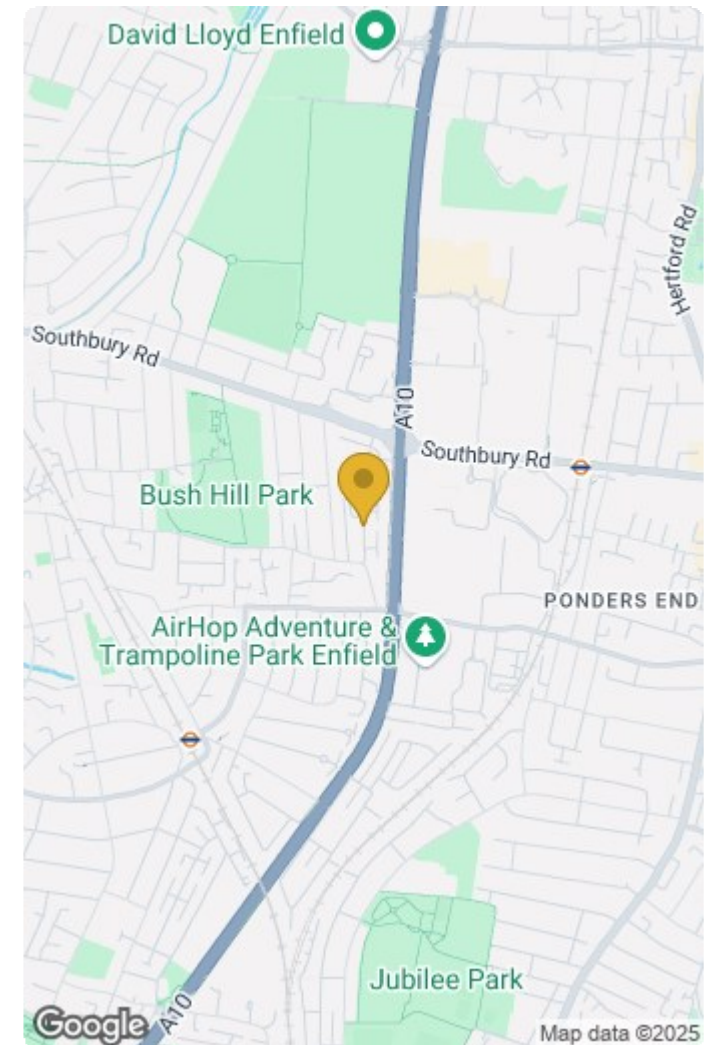 David Lloyd Enfield
Hertford Rd
Southbury Rd
A10
Southbury Rd
Bush Hill Park
PONDERS END
AirHop Adventure &
Trampoline Park Enfield
Jubilee Park
A10
Google
Map data ©2025